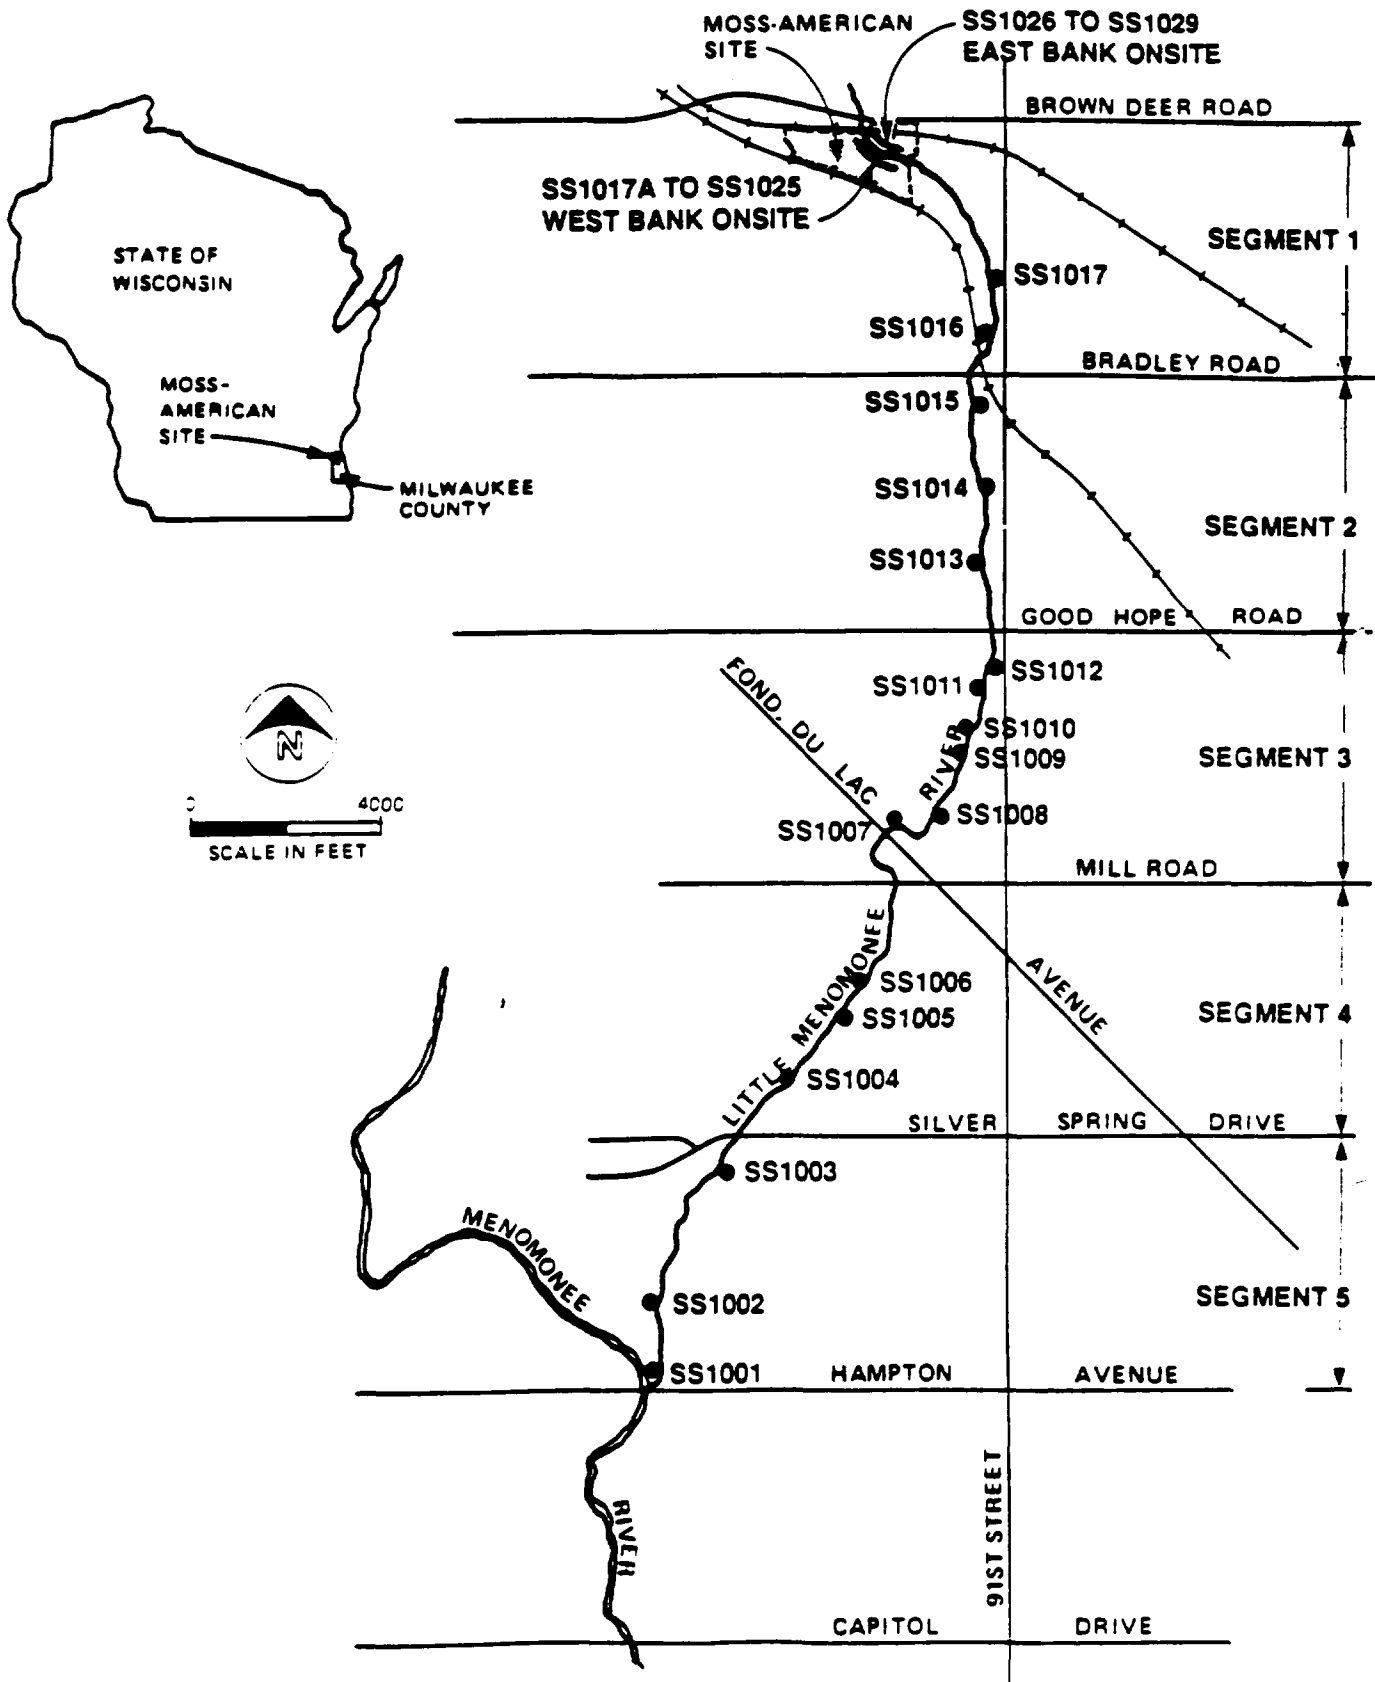 MOSS-AMERICAN
SITE
SS1026 TO SS1029
EAST BANK ONSITE
BROWN DEER ROAD
SS1017A TO SS1025
WEST BANK ONSITE
SEGMENT 1
STATE OF
WISCONSIN
SS1017
SS1016
BRADLEY ROAD
MOSS-
AMERICAN
SITE
SS1015
MILWAUKEE
COUNTY
SS1014
SEGMENT 2
SS1013
GOOD HOPE ROAD
SS1012
SS1011
FOND. DU LAC
SS1010
SS1009
RIVER
SEGMENT 3
N
0 4000
SCALE IN FEET
SS1008
SS1007
MILL ROAD
LITTLE MENOMONEE
SS1006
AVENUE
SS1005
SEGMENT 4
SS1004
SILVER SPRING DRIVE
SS1003
MENOMONEE
SS1002
SEGMENT 5
SS1001
HAMPTON AVENUE
91ST STREET
RIVER
CAPITOL DRIVE